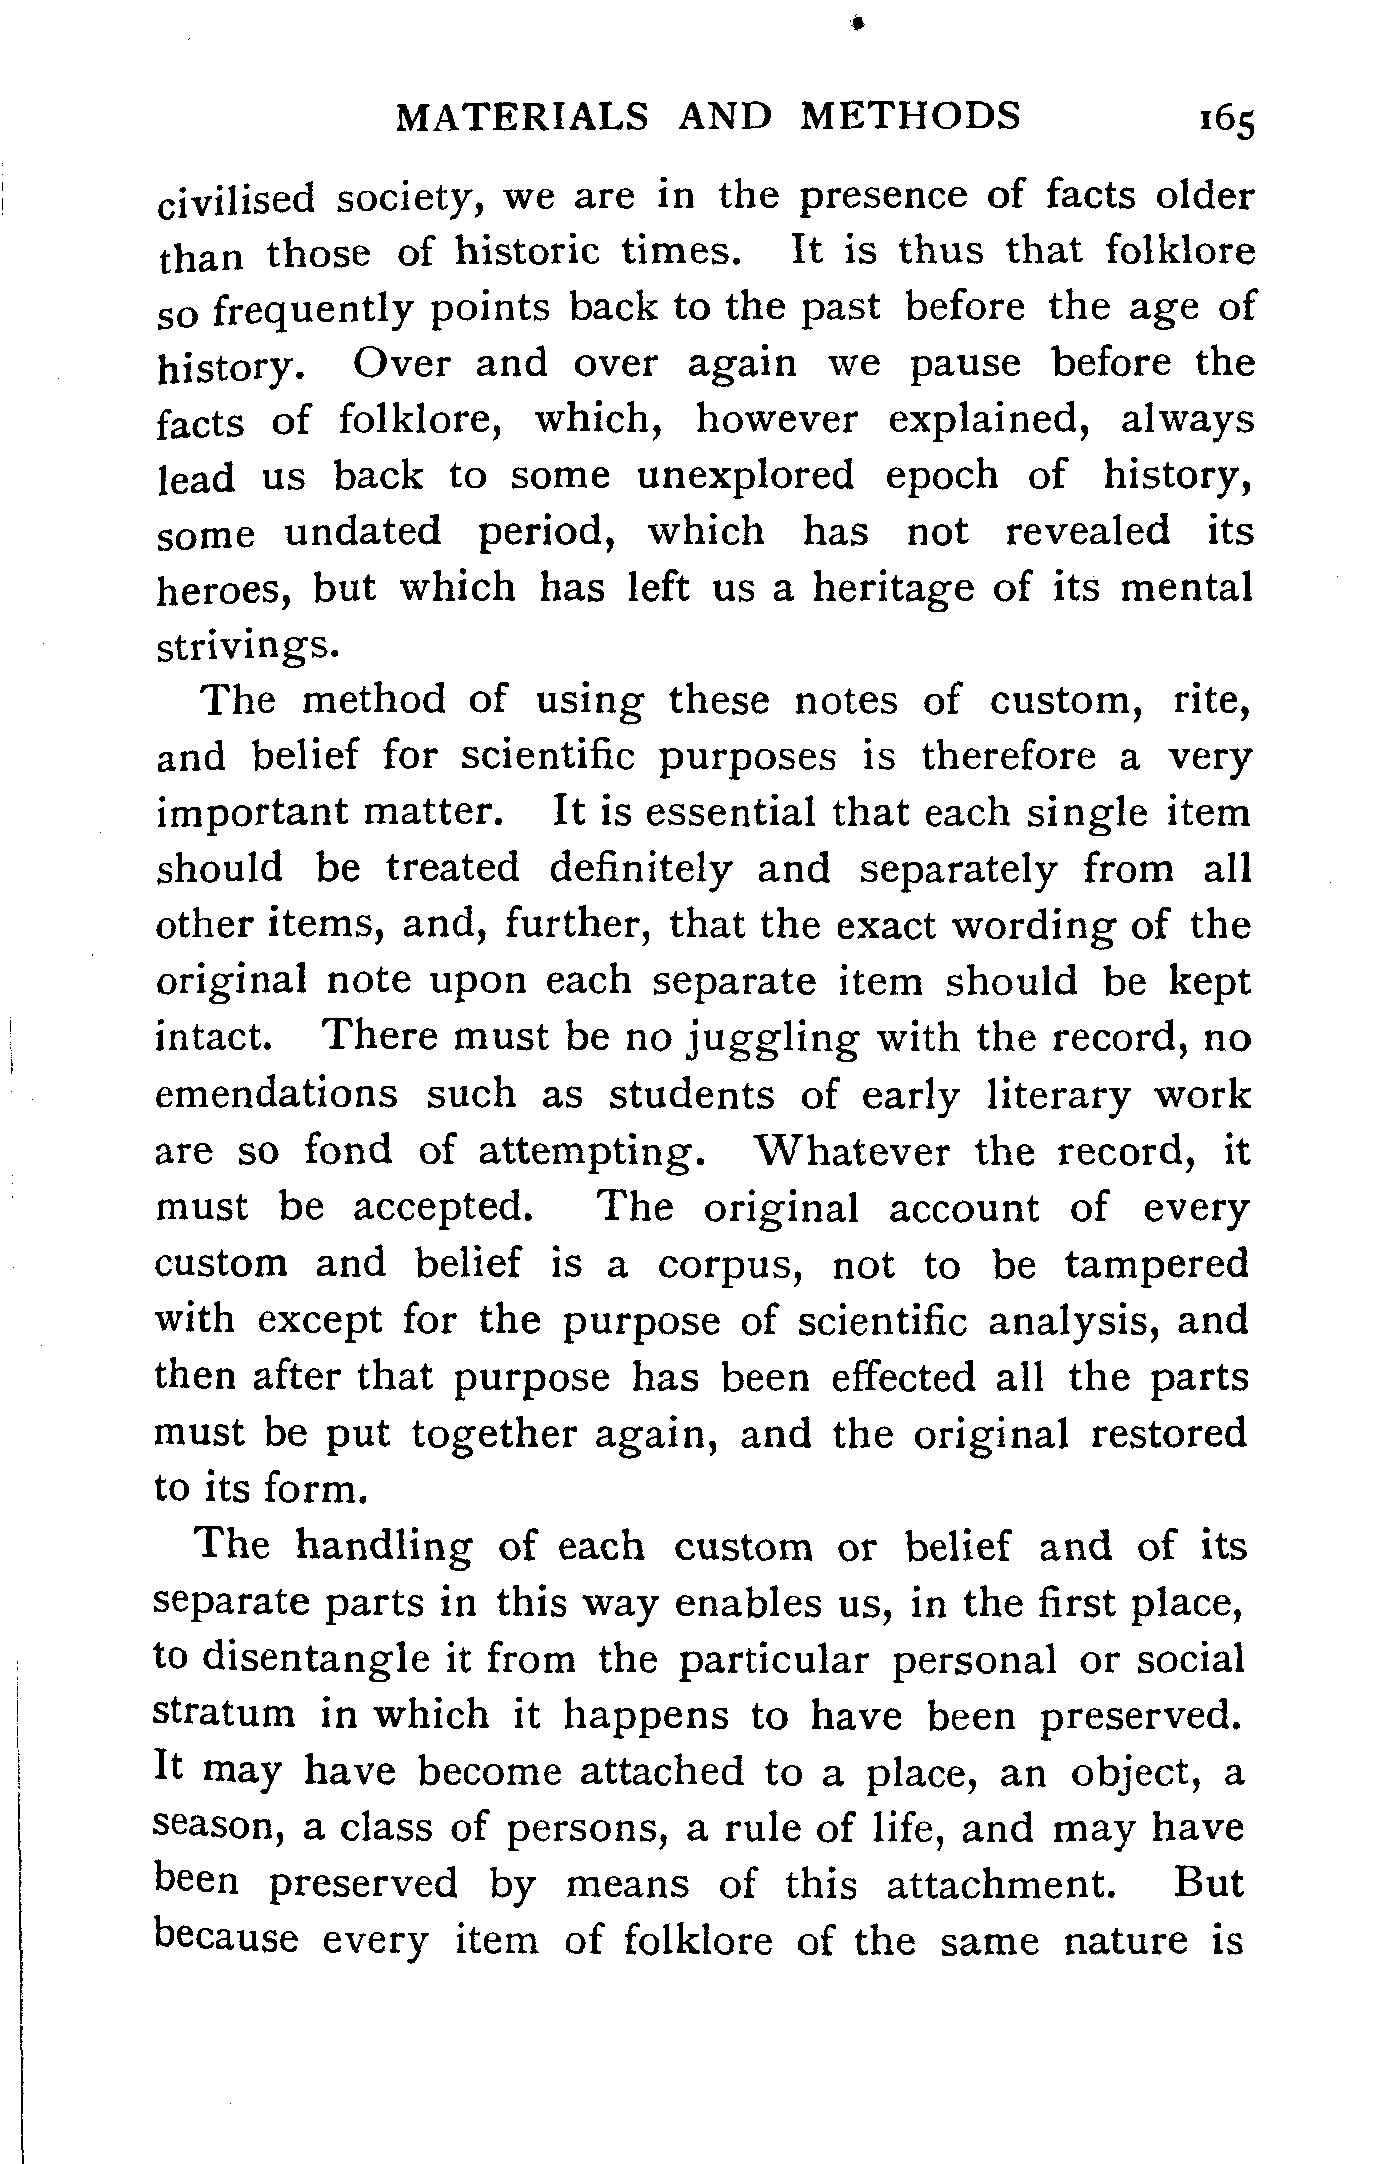 MATERIALS AND METHODS 165
civilised society, we are in the presence of facts older
than those of historic times. It is thus that folklore
so frequently points back to the past before the age of
history. Over and over again we pause before the
facts of folklore, which, however explained, always
lead us back to some unexplored epoch of history,
some undated period, which has not revealed its
heroes, but which has left us a heritage of its mental
strivings.
The method of using these notes of custom, rite,
and belief for scientific purposes is therefore a very
important matter. It is essential that each single item
should be treated definitely and separately from all
other items, and, further, that the exact wording of the
original note upon each separate item should be kept
intact. There must be no juggling with the record, no
emendations such as students of early literary work
are so fond of attempting. Whatever the record, it
must be accepted. The original account of every
custom and belief is a corpus, not to be tampered
with except for the purpose of scientific analysis, and
then after that purpose has been effected all the parts
must be put together again, and the original restored
to its form.
The handling of each custom or belief and of its
separate parts in this way enables us, in the first place,
to disentangle it from the particular personal or social
stratum in which it happens to have been preserved.
It may have become attached to a place, an object, a
season, a class of persons, a rule of life, and may have
been preserved by means of this attachment. But
because every item of folklore of the same nature is